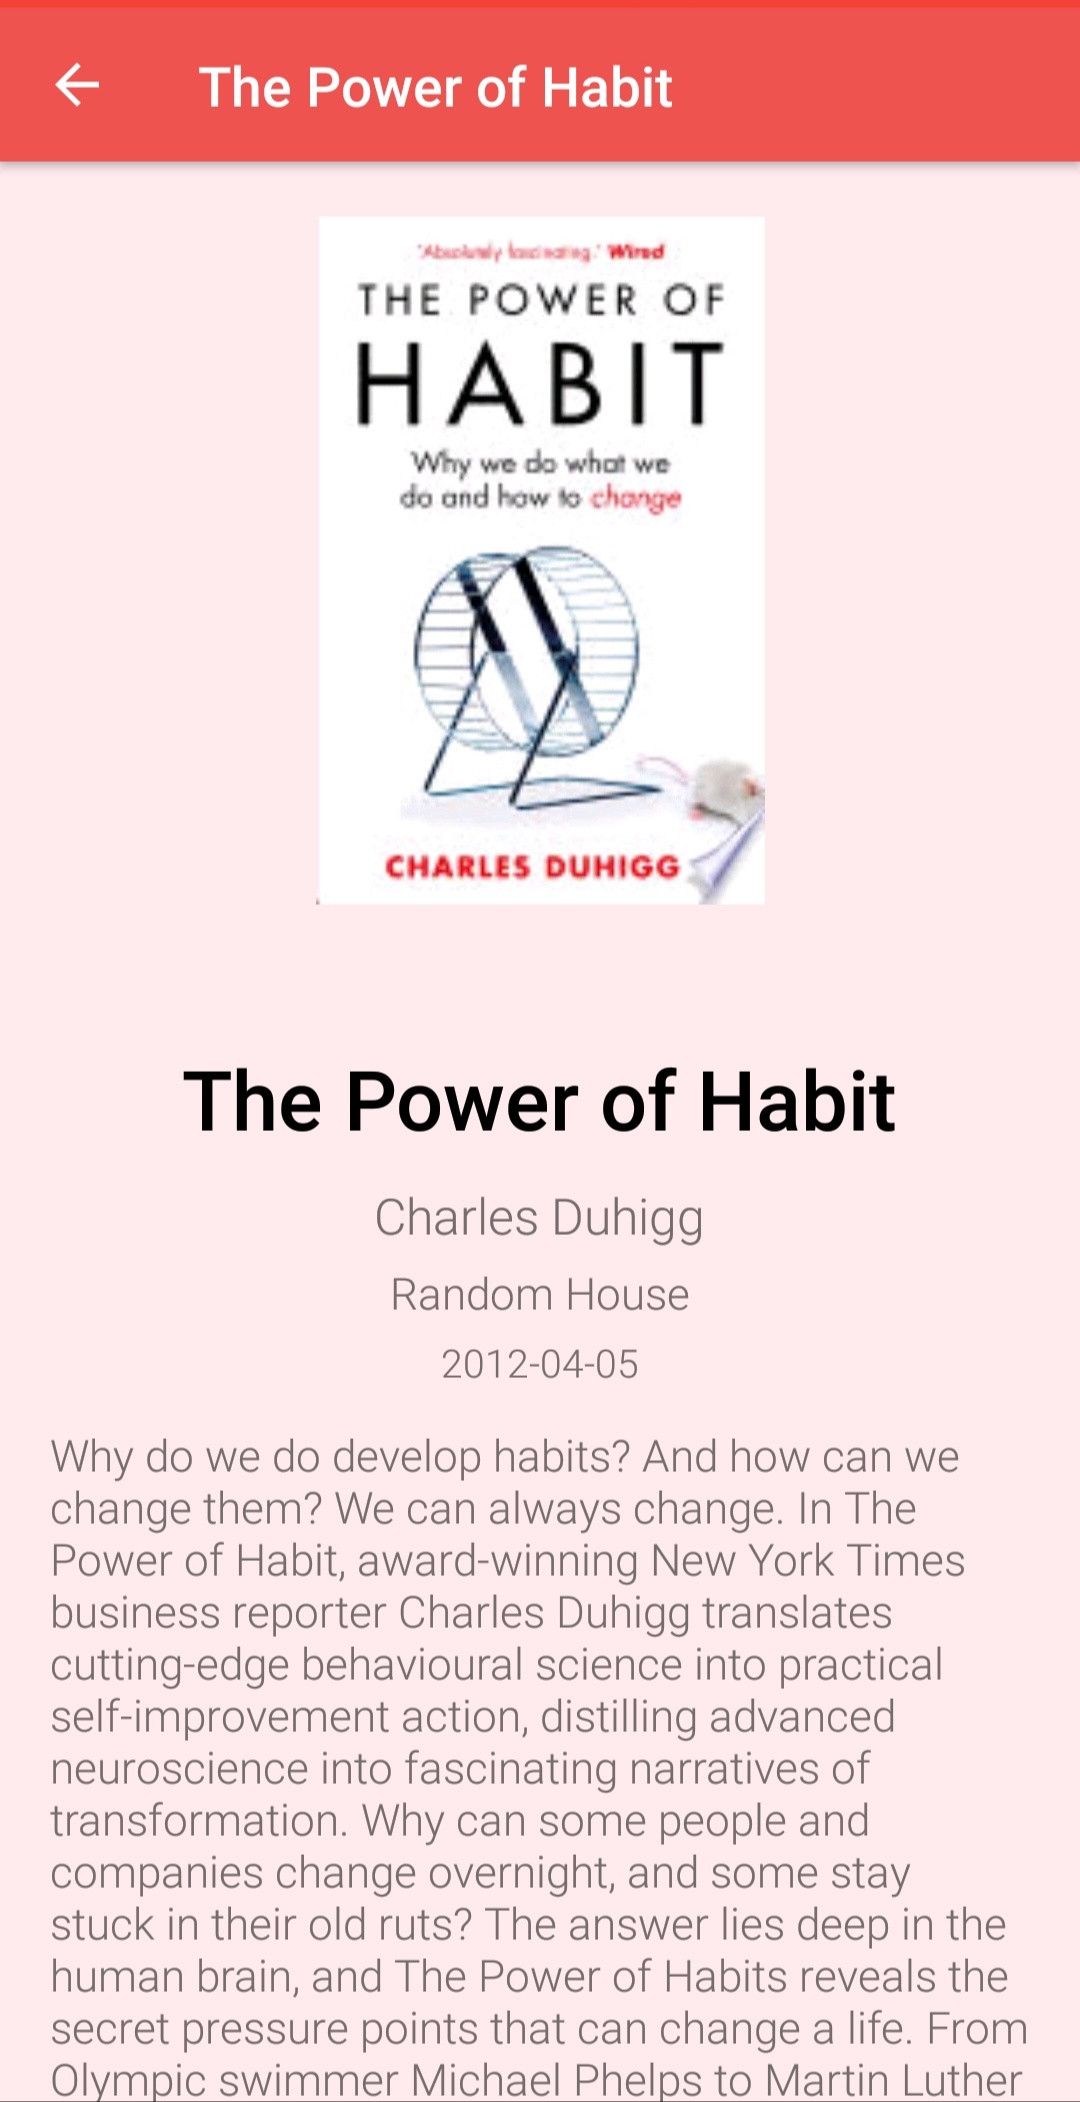 The Power of Habit
'Absolutely fascinating.' Wired
THE POWER OF
HABIT
Why we do what we
do and how to change
CHARLES DUHIGG
The Power of Habit
Charles Duhigg
Random House
2012-04-05
Why do we do develop habits? And how can we
change them? We can always change. In The
Power of Habit, award-winning New York Times
business reporter Charles Duhigg translates
cutting-edge behavioural science into practical
self-improvement action, distilling advanced
neuroscience into fascinating narratives of
transformation. Why can some people and
companies change overnight, and some stay
stuck in their old ruts? The answer lies deep in the
human brain, and The Power of Habits reveals the
secret pressure points that can change a life. From
Olympic swimmer Michael Phelps to Martin Luther